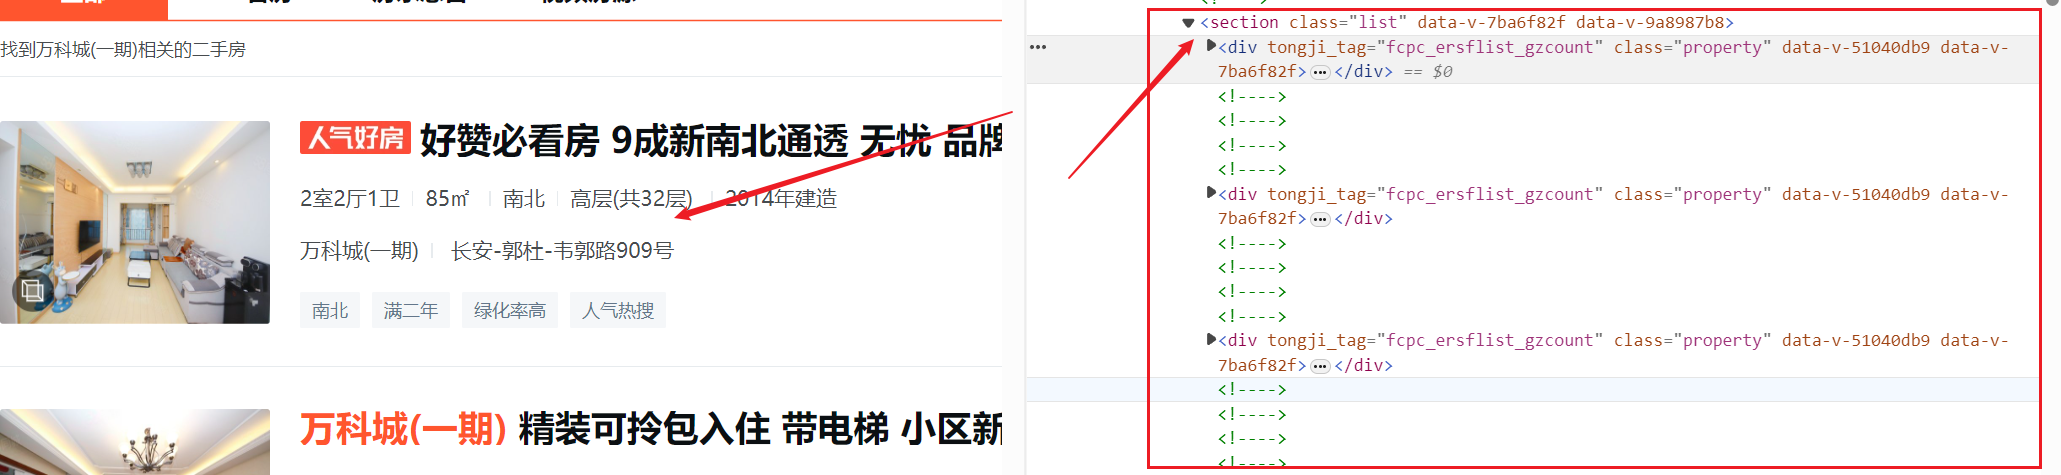 找到万科城(一期)相关的二手房
人气好房 好赞必看房 9成新南北通透 无忧 品牌
2室2厅1卫 85㎡ 南北 高层(共32层) 2014年建造
万科城(一期) 长安-郭杜-韦郭路909号
南北 满二年 绿化率高 人气热搜
万科城(一期) 精装可拎包入住 带电梯 小区新
<section class="list" data-v-7ba6f82f data-v-9a8987b8>
<div tongji_tag="fcpc_ersflist_gzcount" class="property" data-v-51040db9 data-v-
7ba6f82f>…</div> == $0
<!---->
<!---->
<!---->
<!---->
<div tongji_tag="fcpc_ersflist_gzcount" class="property" data-v-51040db9 data-v-
7ba6f82f>…</div>
<!---->
<!---->
<!---->
<!---->
<div tongji_tag="fcpc_ersflist_gzcount" class="property" data-v-51040db9 data-v-
7ba6f82f>…</div>
<!---->
<!---->
<!---->
<!---->